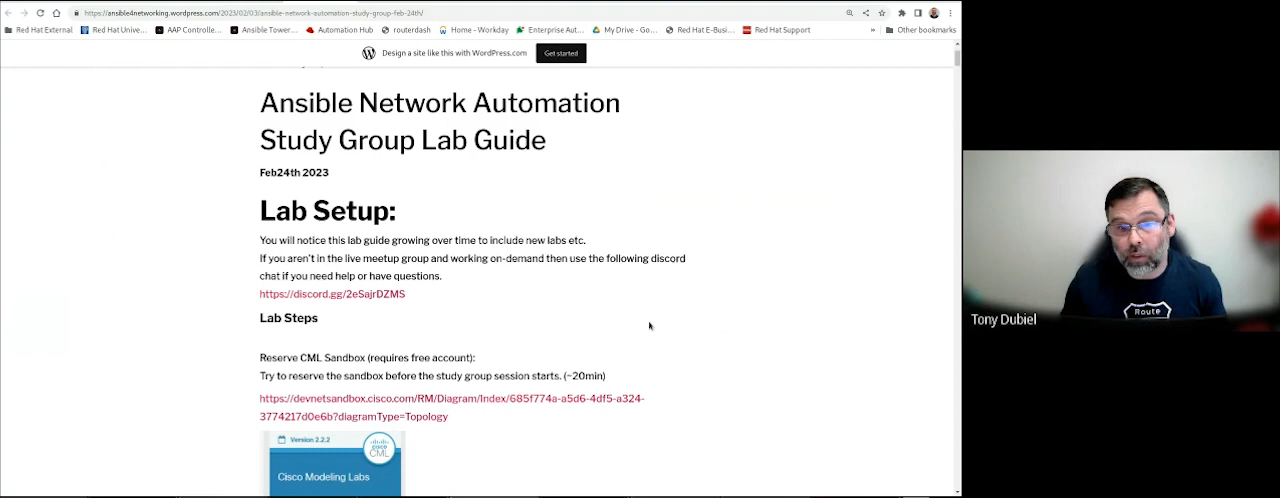 https://ansible4networking.wordpress.com/2023/02/03/ansible-network-automation-study-group-feb-24th/
Red Hat External Red Hat Unive... AAP Controlle... Ansible Tower... Automation Hub routerdash Home - Workday Enterprise Aut... My Drive - Go... Red Hat E-Busi... Red Hat Support » Other bookmarks
Design a site like this with WordPress.com Get started
Ansible Network Automation
Study Group Lab Guide
Feb24th 2023
Lab Setup:
You will notice this lab guide growing over time to include new labs etc.
If you aren't in the live meetup group and working on-demand then use the following discord
chat if you need help or have questions.
https://discord.gg/2eSajrDZMS
Lab Steps
Reserve CML Sandbox (requires free account):
Try to reserve the sandbox before the study group session starts. (~20min)
https://devnetsandbox.cisco.com/RM/Diagram/Index/685f774a-a5d6-4df5-a324-
3774217d0e6b?diagramType=Topology
Version 2.2.2
CISCO
CML
Cisco Modeling Labs
Route
Tony Dubiel